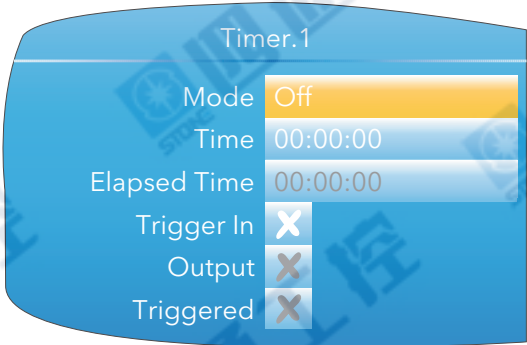 Timer.1
Mode Off
Time 00:00:00
Elapsed Time 00:00:00
Trigger In
Output
Triggered